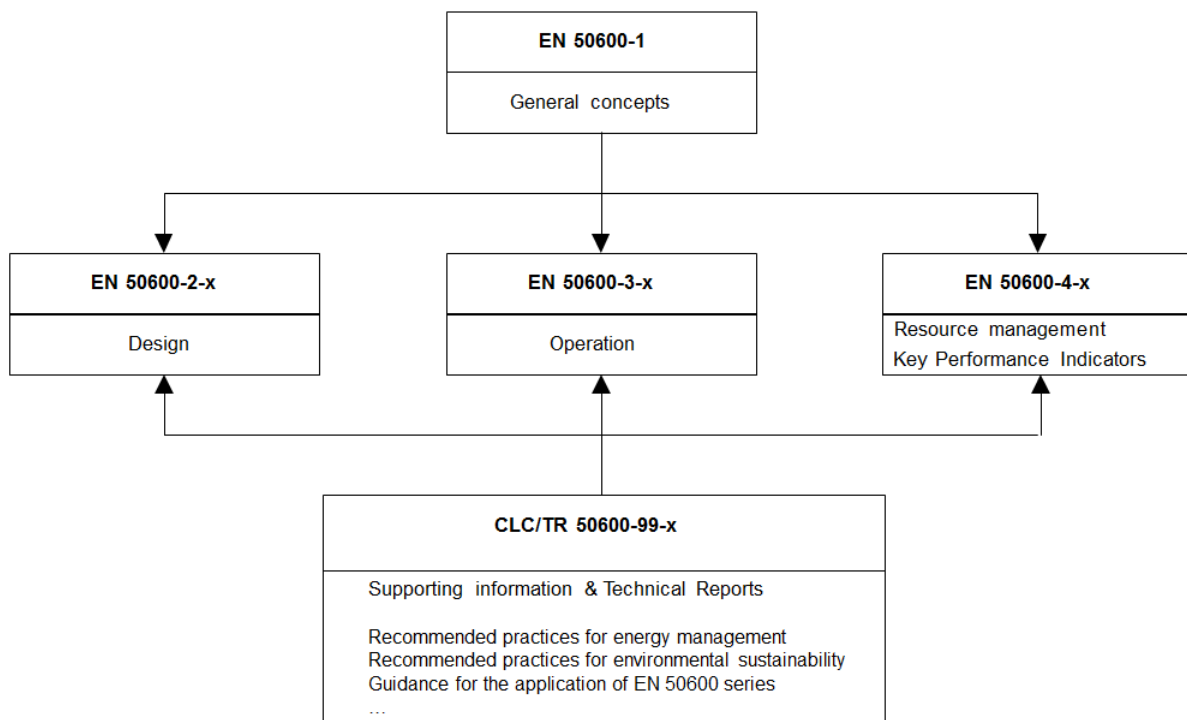 EN 50600-1
General concepts
EN 50600-2-x
Design
EN 50600-3-x
Operation
EN 50600-4-x
Resource management
Key Performance Indicators
CLC/TR 50600-99-x
Supporting information & Technical Reports
Recommended practices for energy management
Recommended practices for environmental sustainability
Guidance for the application of EN 50600 series
...